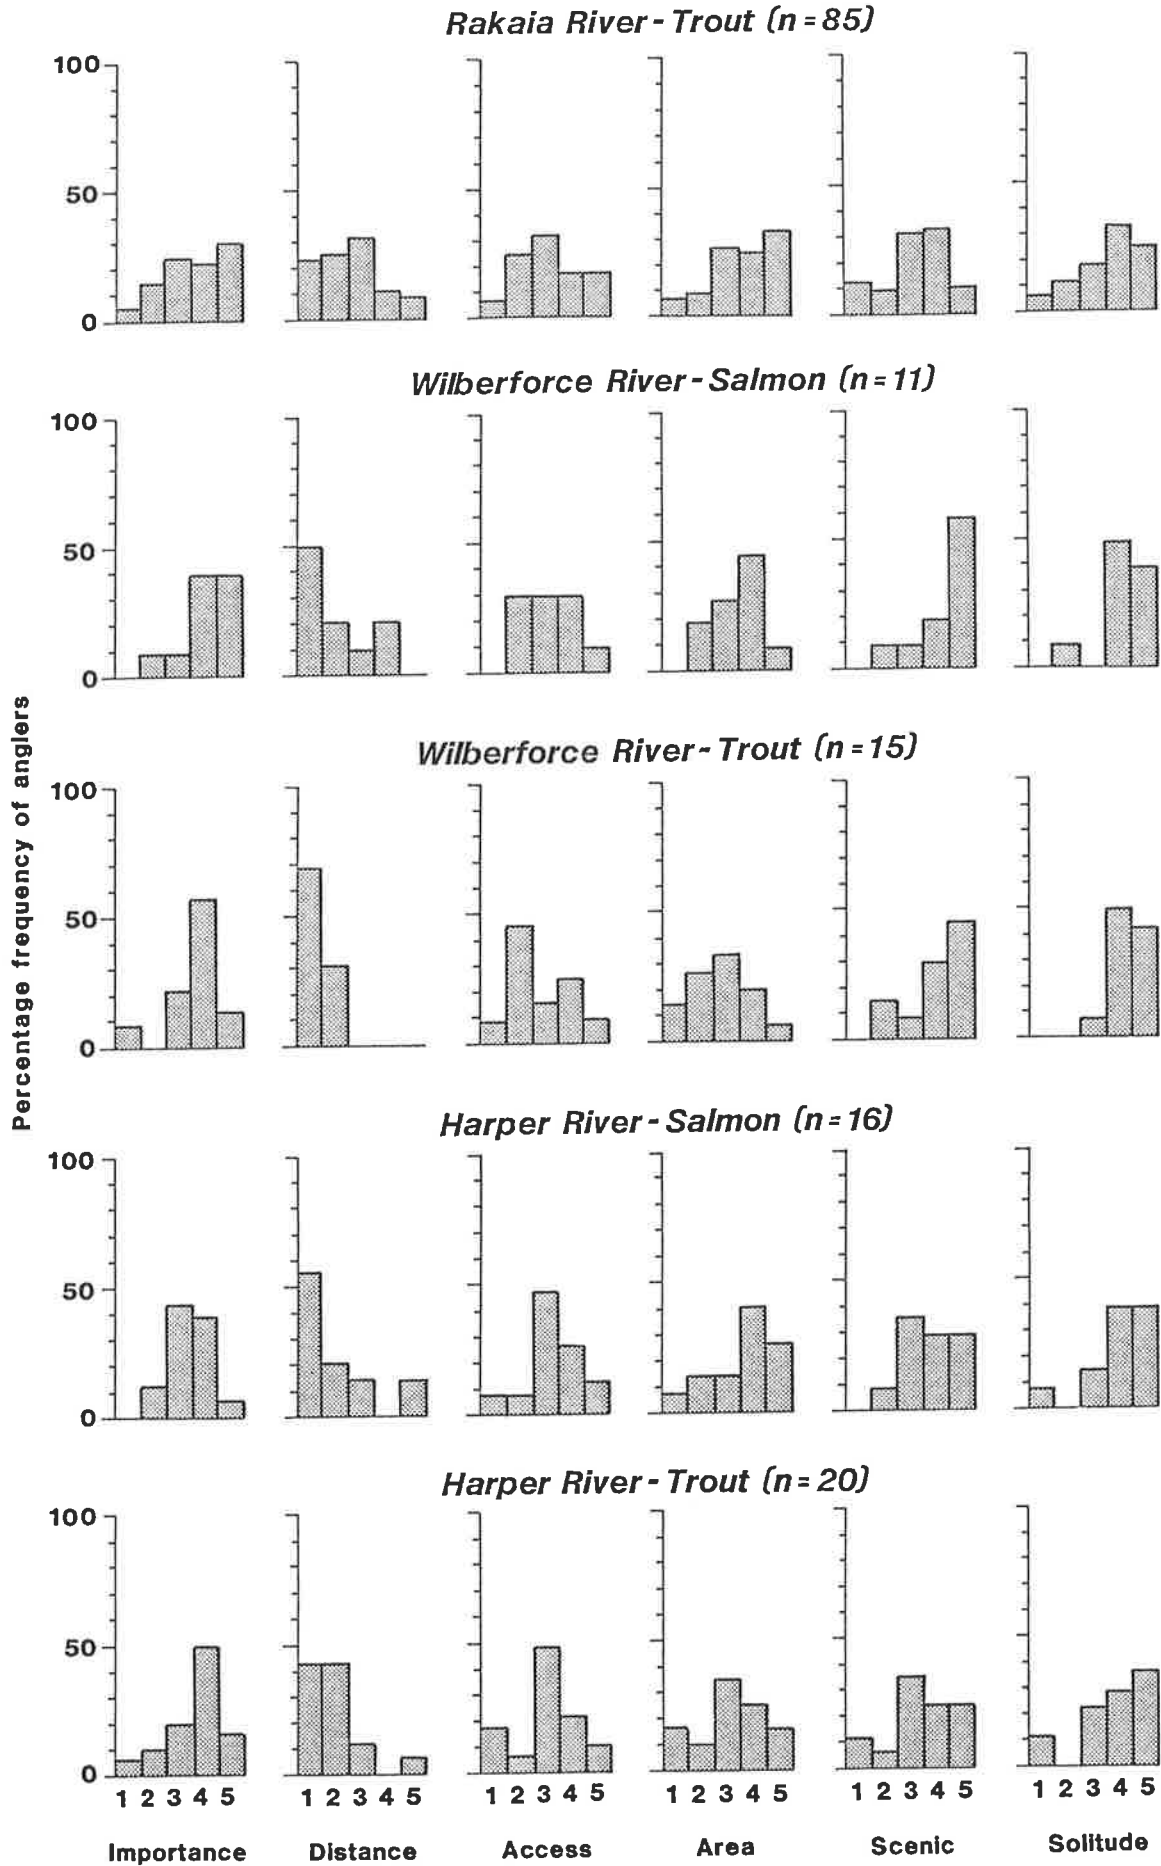 Rakaia River-Trout (n=85)
100
50
0
Wilberforce River-Salmon (n=11)
100
50
0
Wilberforce River-Trout (n=15)
100
50
0
Percentage frequency of anglers
Harper River-Salmon (n=16)
100
50
0
Harper River-Trout (n=20)
100
50
0
1 2 3 4 5 1 2 3 4 5 1 2 3 4 5 1 2 3 4 5 1 2 3 4 5 1 2 3 4 5
Importance Distance Access Area Scenic Solitude